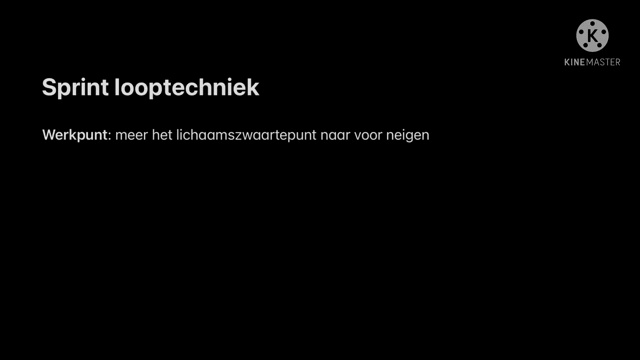 K
KINEMASTER
Sprint looptechniek
Werkpunt: meer het lichaamszwaartepunt naar voor neigen